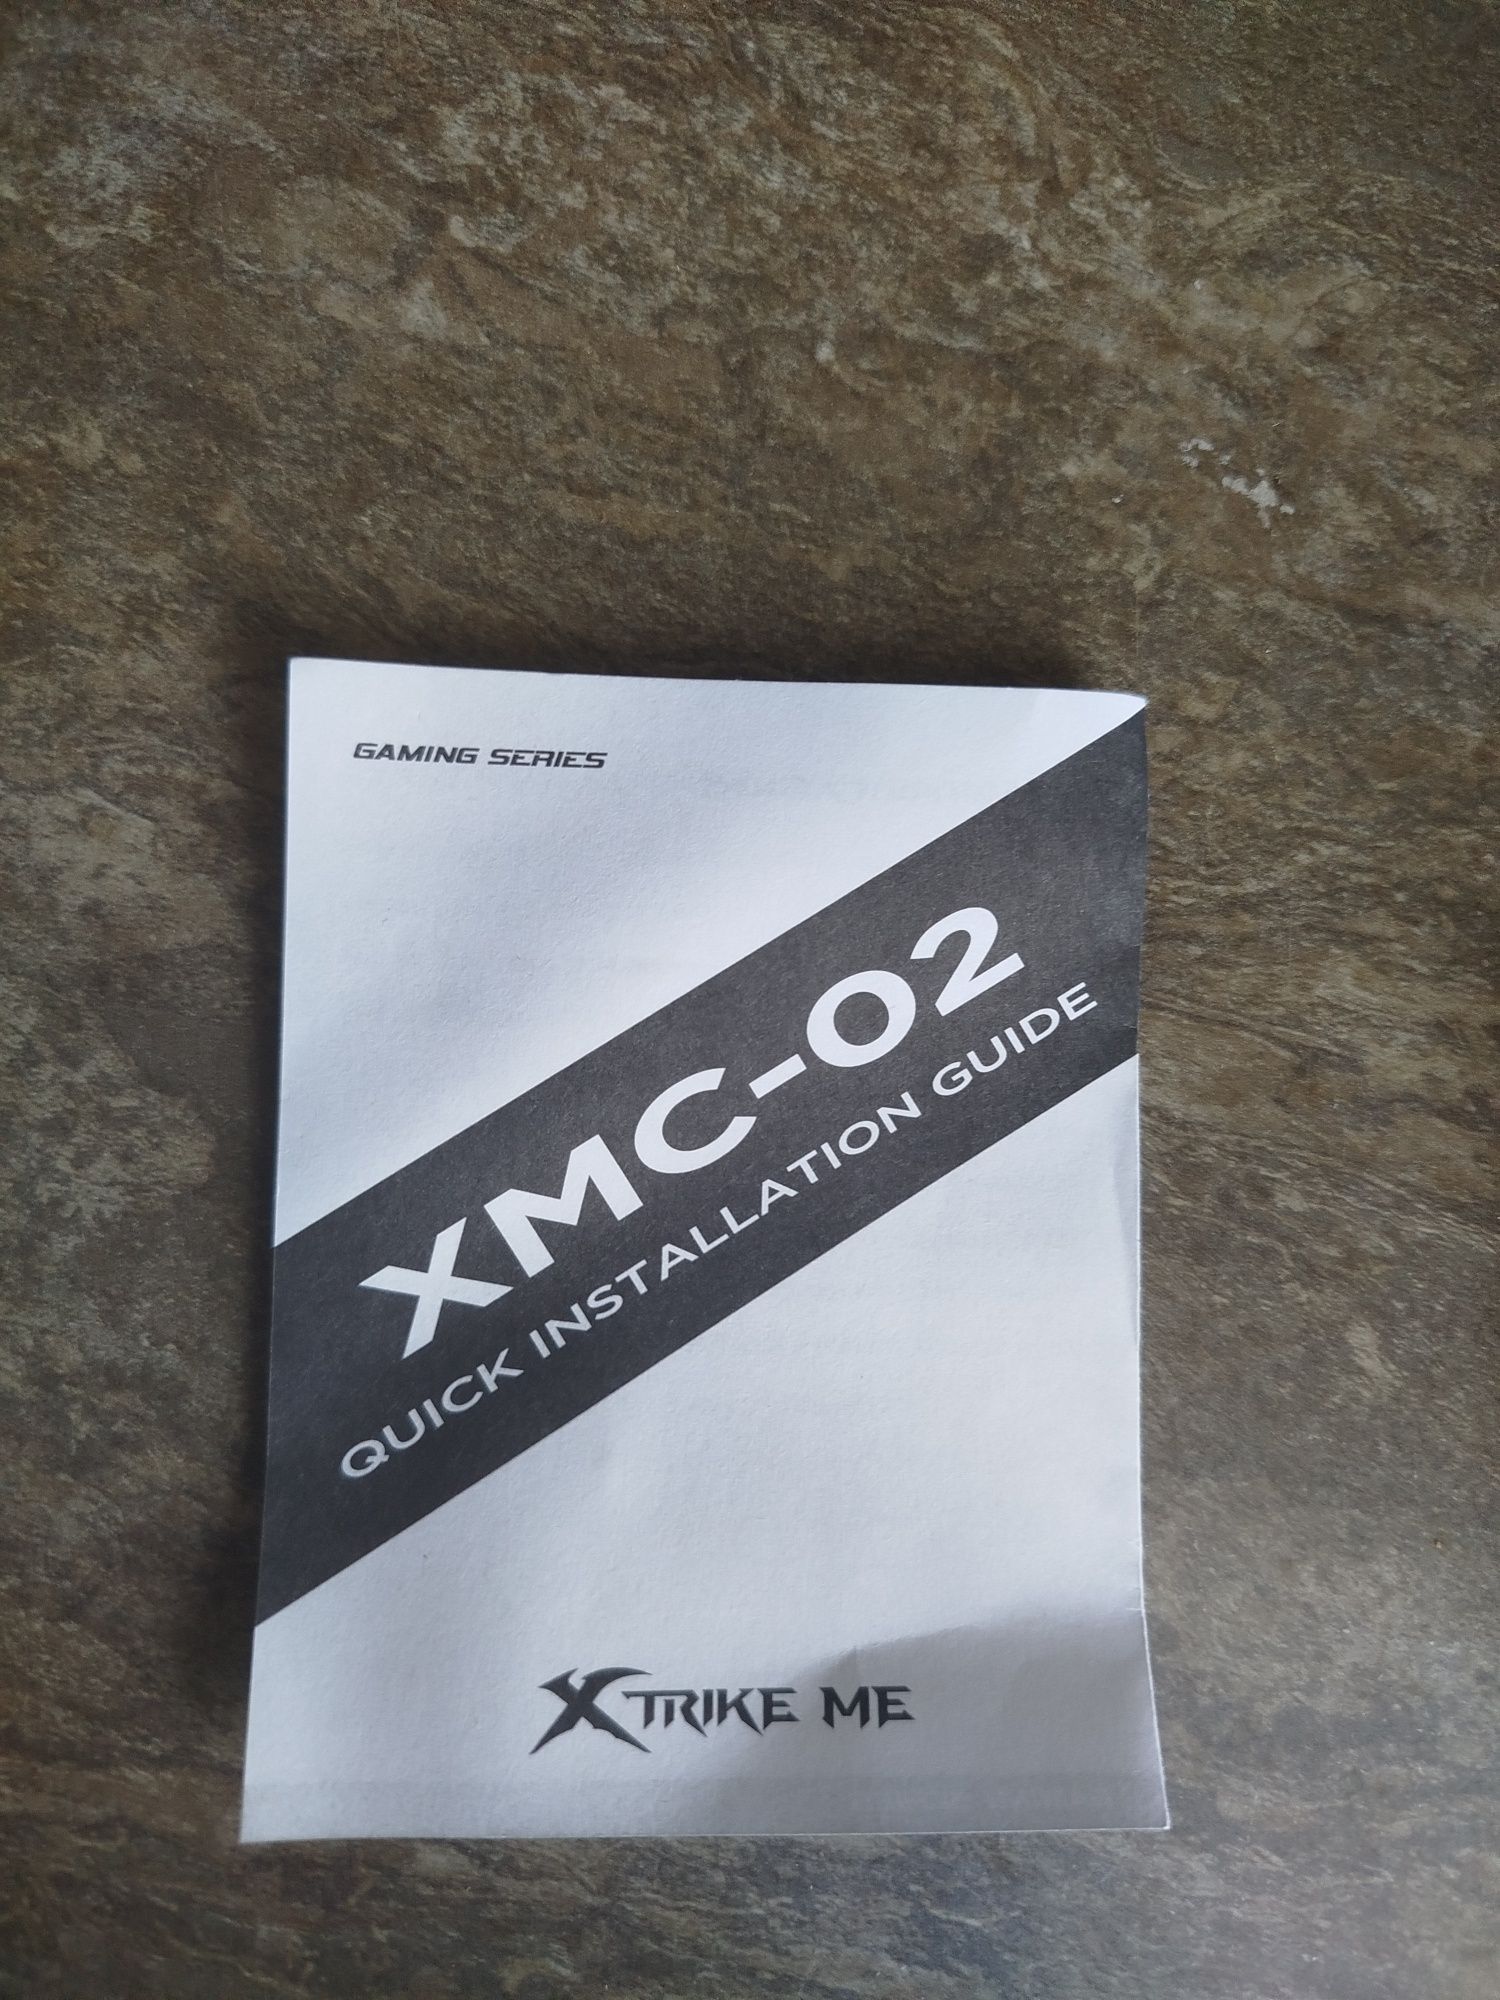 GAMING SERIES
XMC-02
QUICK INSTALLATION GUIDE
XTRIKE ME